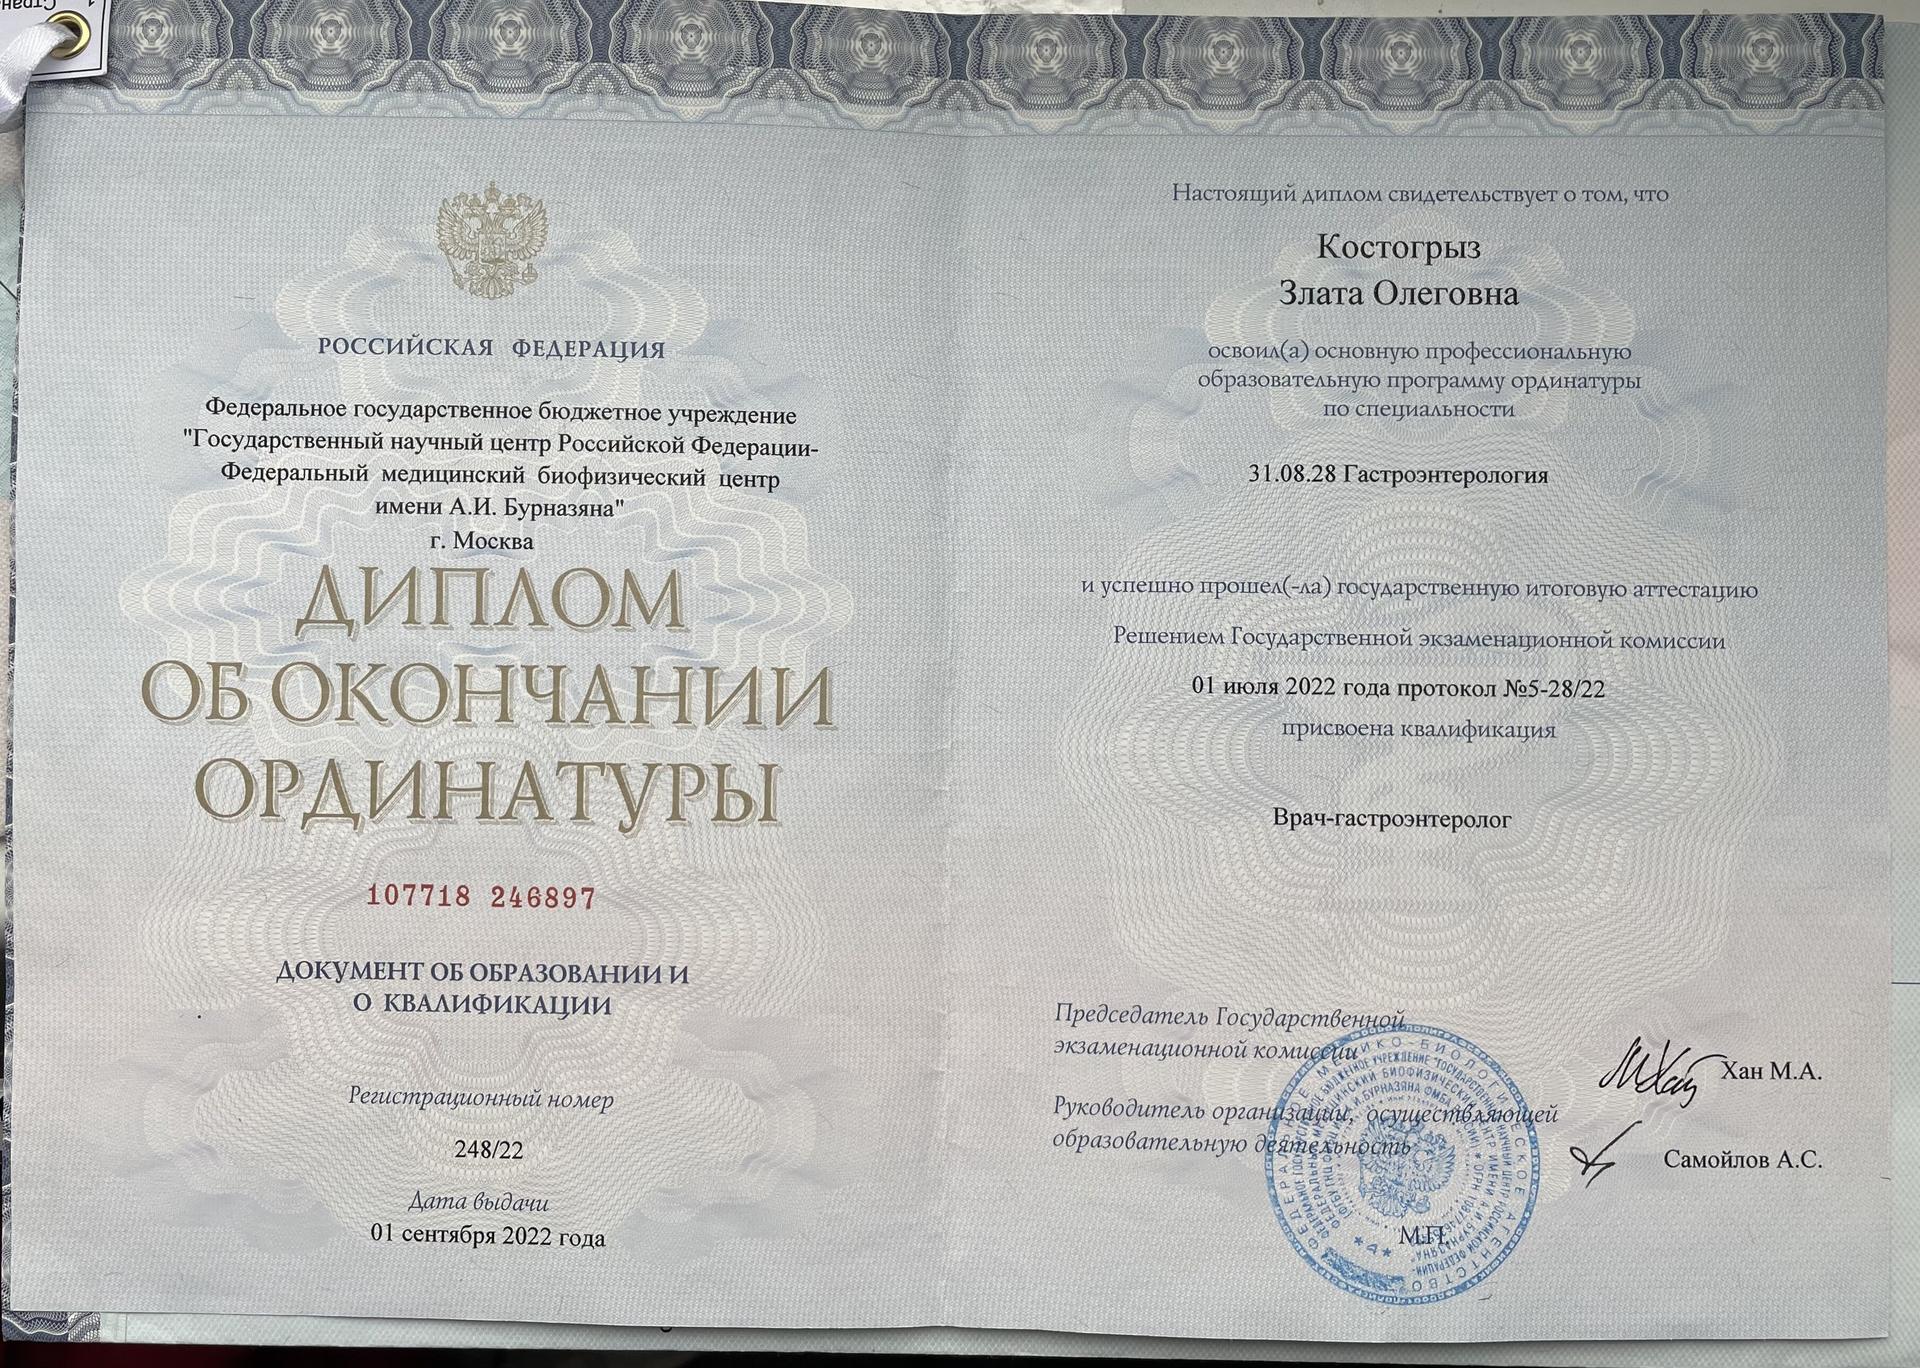 РОССИЙСКАЯ ФЕДЕРАЦИЯ
Федеральное государственное бюджетное учреждение
"Государственный научный центр Российской Федерации-
Федеральный медицинский биофизический центр
имени А.И. Бурназяна"
г. Москва
ДИПЛОМ
ОБ ОКОНЧАНИИ
ОРДИНАТУРЫ
107718 246897
ДОКУМЕНТ ОБ ОБРАЗОВАНИИ И
О КВАЛИФИКАЦИИ
Регистрационный номер
248/22
Дата выдачи
01 сентября 2022 года
Настоящий диплом свидетельствует о том, что
Костогрыз
Злата Олеговна
освоил(а) основную профессиональную
образовательную программу ординатуры
по специальности
31.08.28 Гастроэнтерология
и успешно прошел(-ла) государственную итоговую аттестацию
Решением Государственной экзаменационной комиссии
01 июля 2022 года протокол №5-28/22
присвоена квалификация
Врач-гастроэнтеролог
Председатель Государственной
экзаменационной комиссии
Хан М.А.
Руководитель организации, осуществляющей
образовательную деятельность
Самойлов А.С.
М.П.
ФЕДЕРАЛЬНОЕ МЕДИКО-БИОЛОГИЧЕСКОЕ АГЕНТСТВО